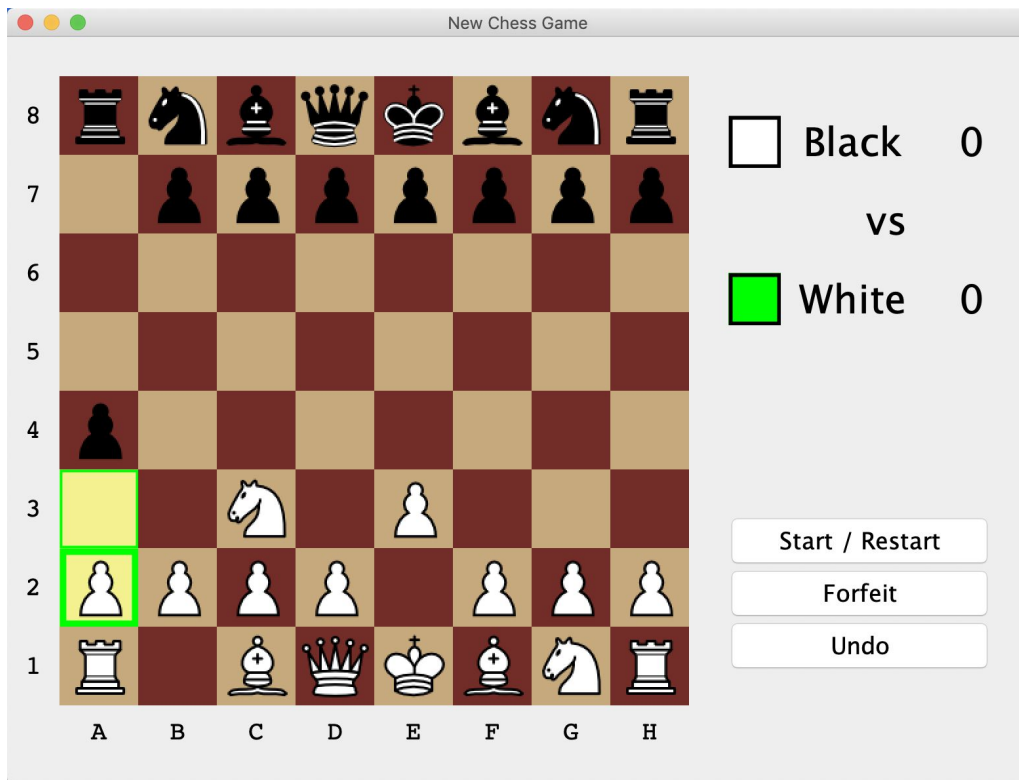 New Chess Game
8
7
6
5
4
3
2
1
A B C D E F G H
Black 0
vs
White 0
Start / Restart
Forfeit
Undo